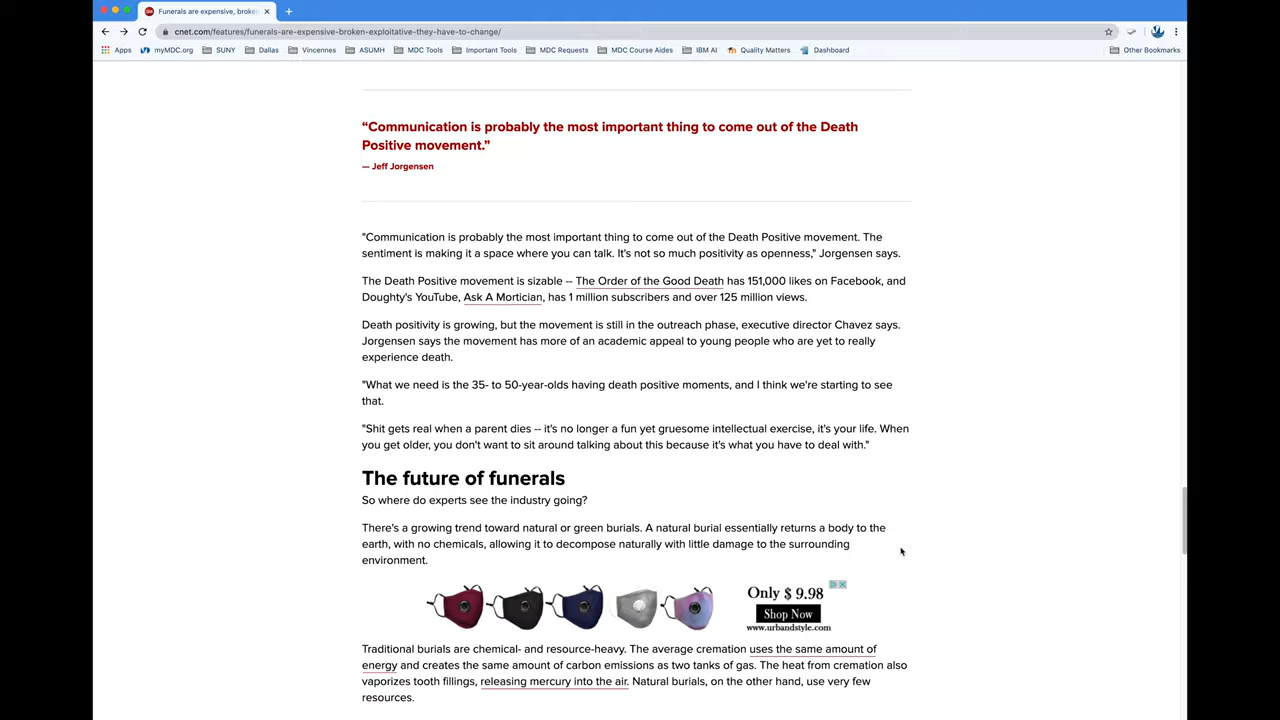 Funerals are expensive, broke
cnet.com/features/funerals-are-expensive-broken-exploitative-they-have-to-change/
Apps myMDC.org SUNY Dallas Vincennes ASUMH MDC Tools Important Tools MDC Requests MDC Course Aides IBM AI Quality Matters Dashboard Other Bookmarks
“Communication is probably the most important thing to come out of the Death
Positive movement.”
— Jeff Jorgensen
"Communication is probably the most important thing to come out of the Death Positive movement. The
sentiment is making it a space where you can talk. It's not so much positivity as openness," Jorgensen says.
The Death Positive movement is sizable -- The Order of the Good Death has 151,000 likes on Facebook, and
Doughty's YouTube, Ask A Mortician, has 1 million subscribers and over 125 million views.
Death positivity is growing, but the movement is still in the outreach phase, executive director Chavez says.
Jorgensen says the movement has more of an academic appeal to young people who are yet to really
experience death.
"What we need is the 35- to 50-year-olds having death positive moments, and I think we're starting to see
that.
"Shit gets real when a parent dies -- it's no longer a fun yet gruesome intellectual exercise, it's your life. When
you get older, you don't want to sit around talking about this because it's what you have to deal with."
The future of funerals
So where do experts see the industry going?
There's a growing trend toward natural or green burials. A natural burial essentially returns a body to the
earth, with no chemicals, allowing it to decompose naturally with little damage to the surrounding
environment.
Only $ 9.98
Shop Now
www.urbandstyle.com
Traditional burials are chemical- and resource-heavy. The average cremation uses the same amount of
energy and creates the same amount of carbon emissions as two tanks of gas. The heat from cremation also
vaporizes tooth fillings, releasing mercury into the air. Natural burials, on the other hand, use very few
resources.